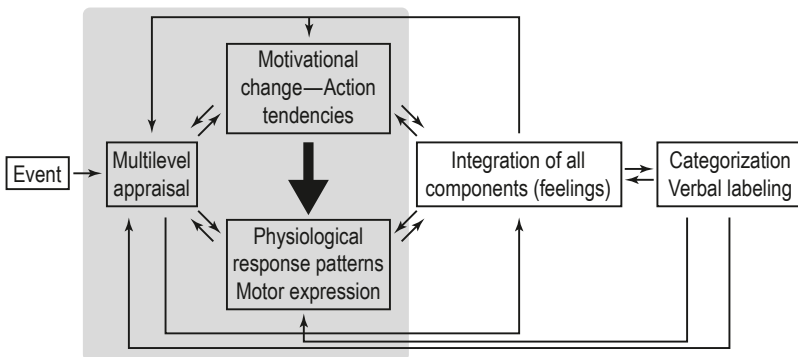 Motivational
change—Action
tendencies
Event
Multilevel
appraisal
Integration of all
components (feelings)
Categorization
Verbal labeling
Physiological
response patterns
Motor expression